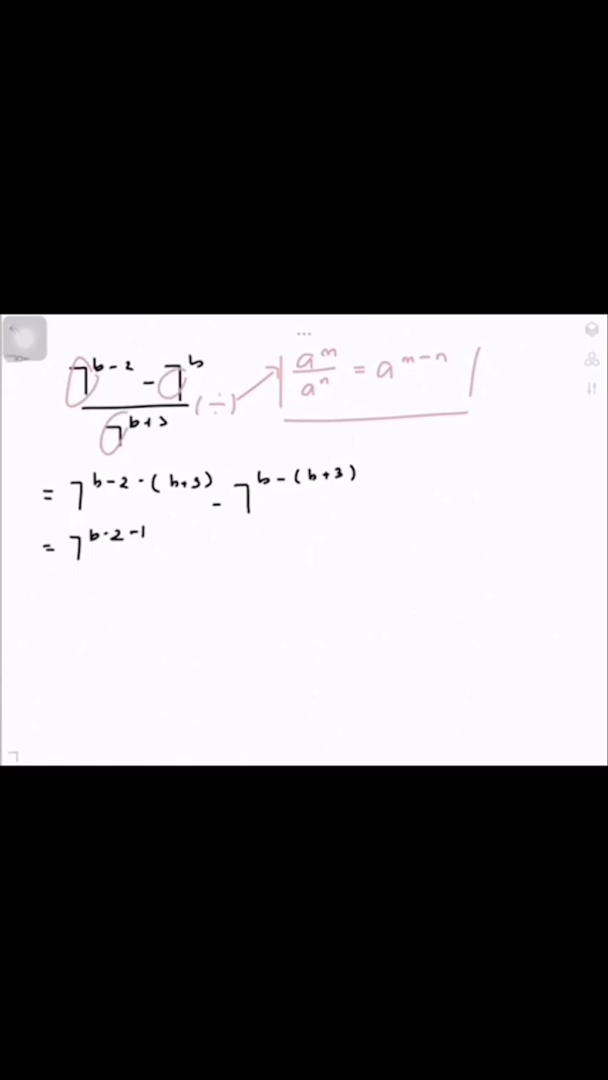 (7^(b-2) - 7^b) / 7^(b+3) (÷) → | a^m / a^n = a^(m-n) |
= 7^(b-2-(b+3)) - 7^(b-(b+3))
= 7^(b-2-1